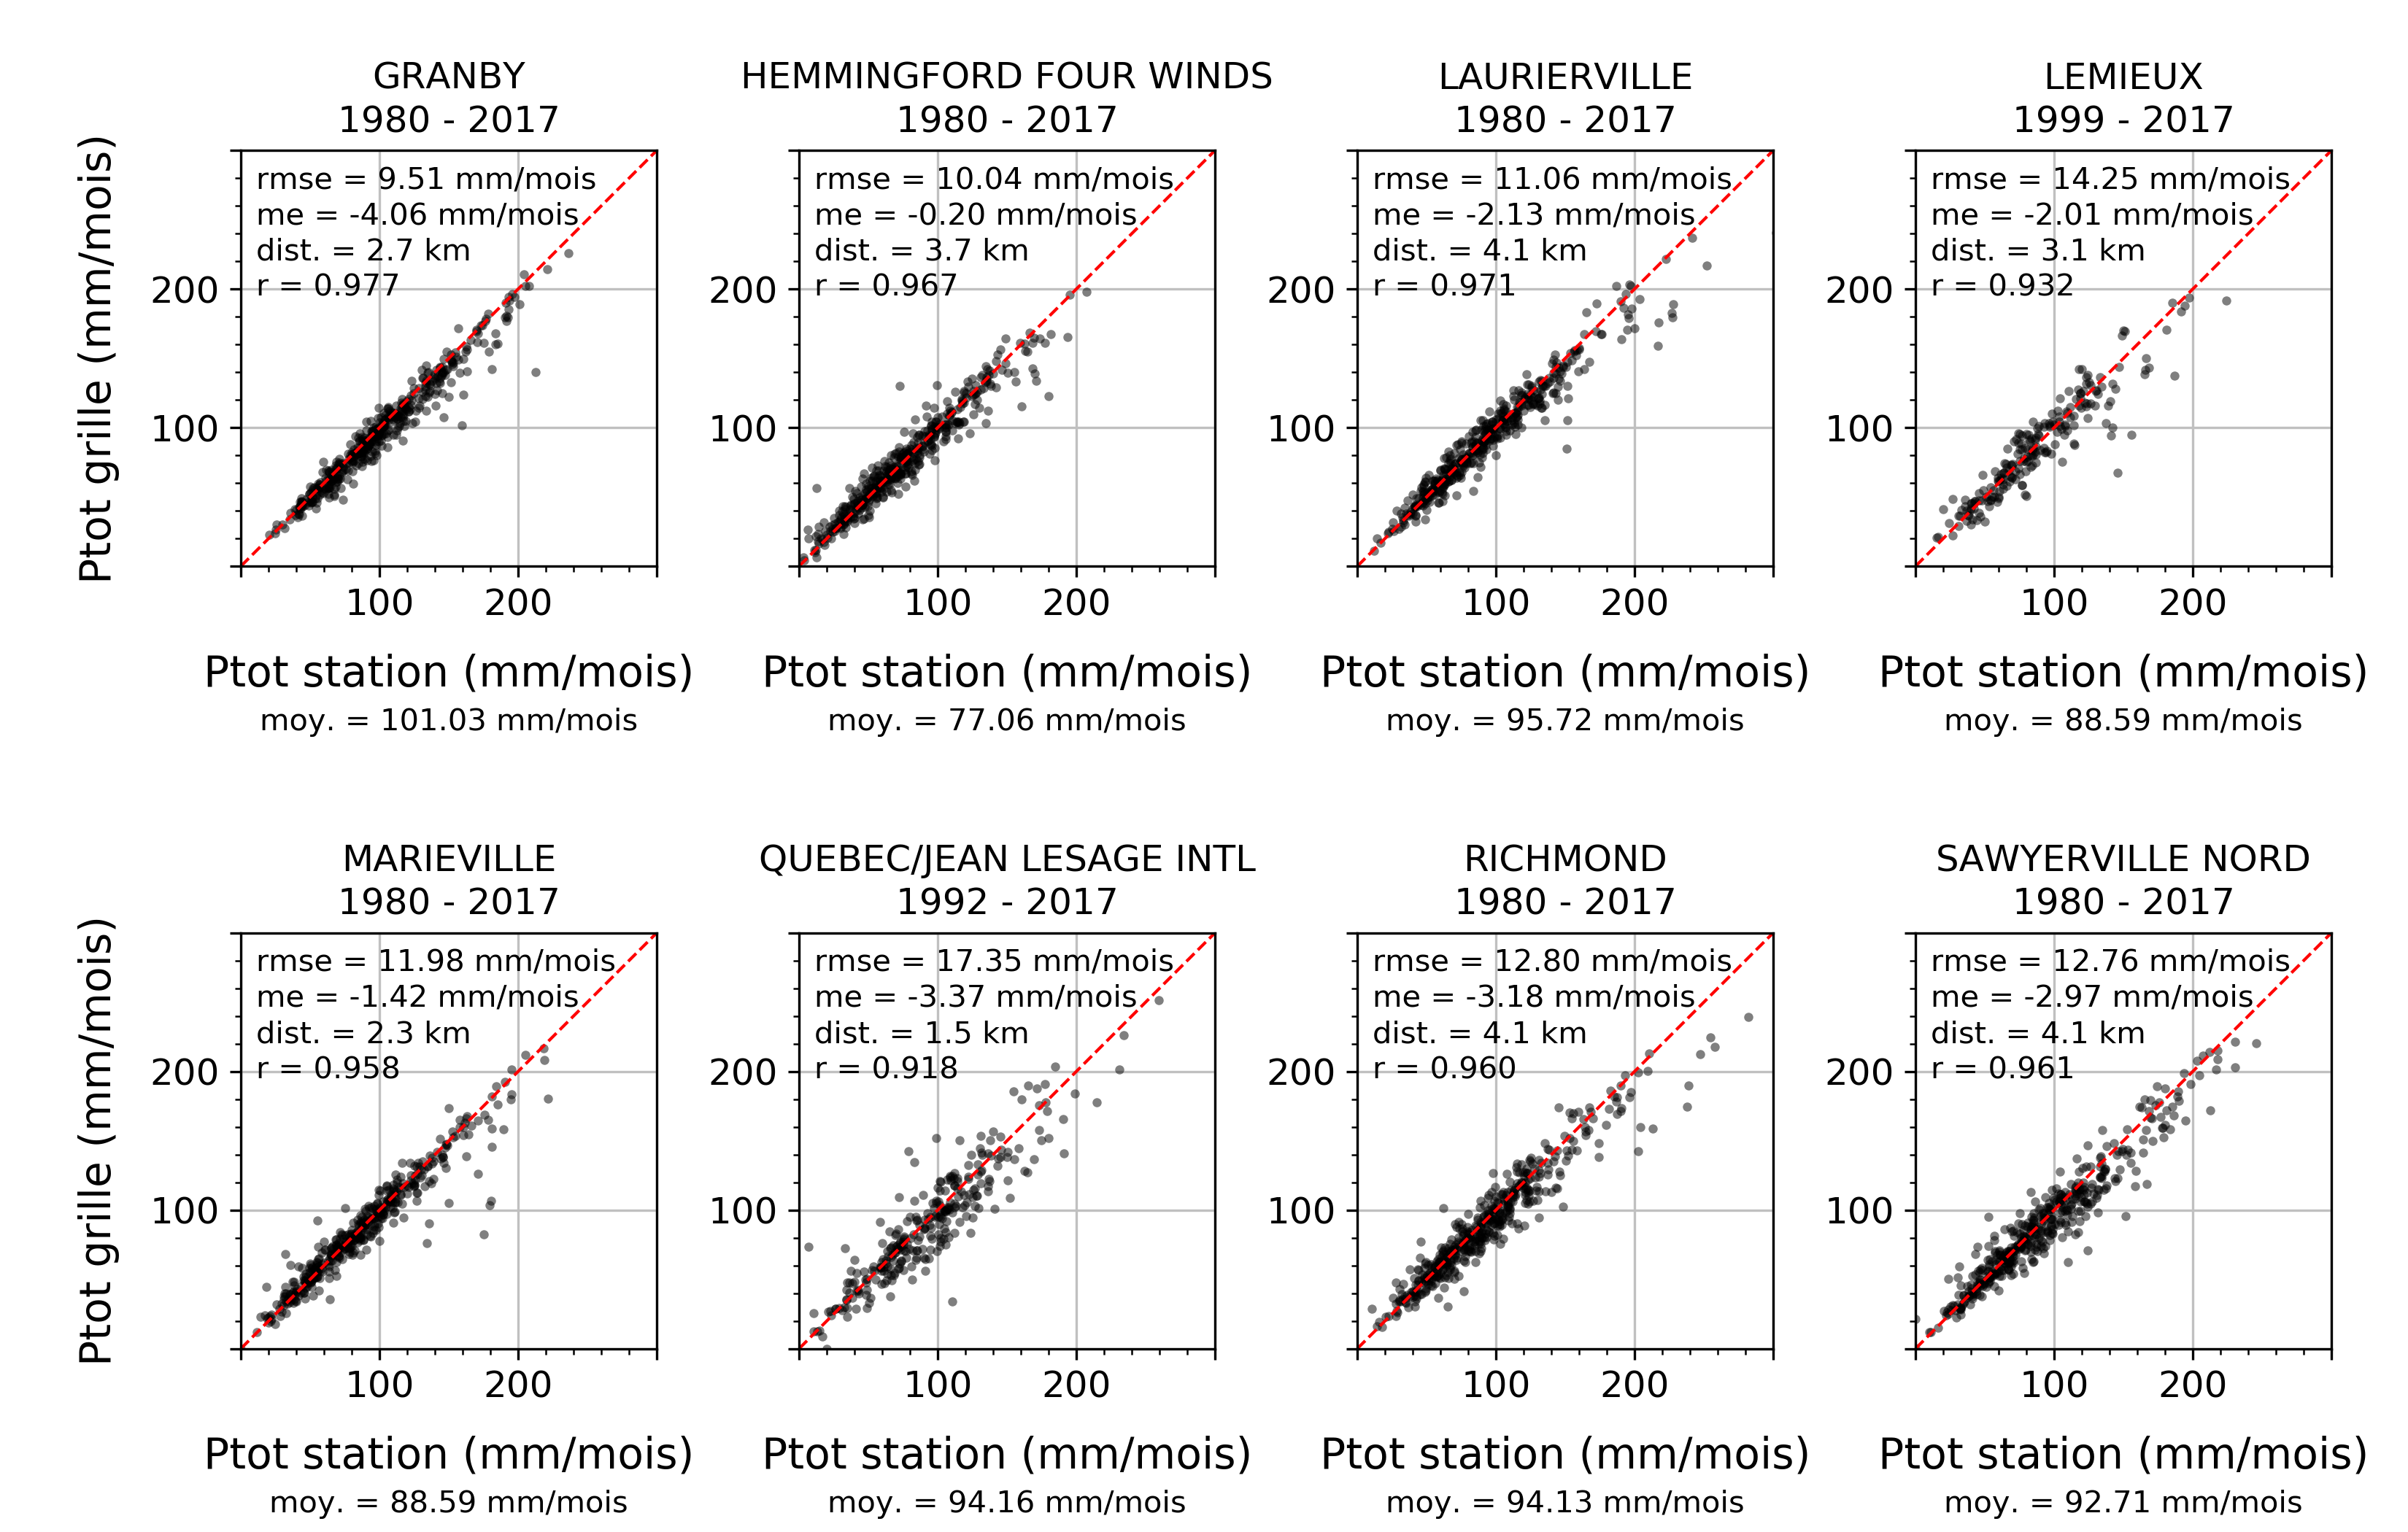 GRANBY
1980 - 2017
rmse = 9.51 mm/mois
me = -4.06 mm/mois
dist. = 2.7 km
r = 0.977
Ptot grille (mm/mois)
200
100
100 200
Ptot station (mm/mois)
moy. = 101.03 mm/mois
HEMMINGFORD FOUR WINDS
1980 - 2017
rmse = 10.04 mm/mois
me = -0.20 mm/mois
dist. = 3.7 km
r = 0.967
200
100
100 200
Ptot station (mm/mois)
moy. = 77.06 mm/mois
LAURIERVILLE
1980 - 2017
rmse = 11.06 mm/mois
me = -2.13 mm/mois
dist. = 4.1 km
r = 0.971
200
100
100 200
Ptot station (mm/mois)
moy. = 95.72 mm/mois
LEMIEUX
1999 - 2017
rmse = 14.25 mm/mois
me = -2.01 mm/mois
dist. = 3.1 km
r = 0.932
200
100
100 200
Ptot station (mm/mois)
moy. = 88.59 mm/mois
MARIEVILLE
1980 - 2017
rmse = 11.98 mm/mois
me = -1.42 mm/mois
dist. = 2.3 km
r = 0.958
Ptot grille (mm/mois)
200
100
100 200
Ptot station (mm/mois)
moy. = 88.59 mm/mois
QUEBEC/JEAN LESAGE INTL
1992 - 2017
rmse = 17.35 mm/mois
me = -3.37 mm/mois
dist. = 1.5 km
r = 0.918
200
100
100 200
Ptot station (mm/mois)
moy. = 94.16 mm/mois
RICHMOND
1980 - 2017
rmse = 12.80 mm/mois
me = -3.18 mm/mois
dist. = 4.1 km
r = 0.960
200
100
100 200
Ptot station (mm/mois)
moy. = 94.13 mm/mois
SAWYERVILLE NORD
1980 - 2017
rmse = 12.76 mm/mois
me = -2.97 mm/mois
dist. = 4.1 km
r = 0.961
200
100
100 200
Ptot station (mm/mois)
moy. = 92.71 mm/mois